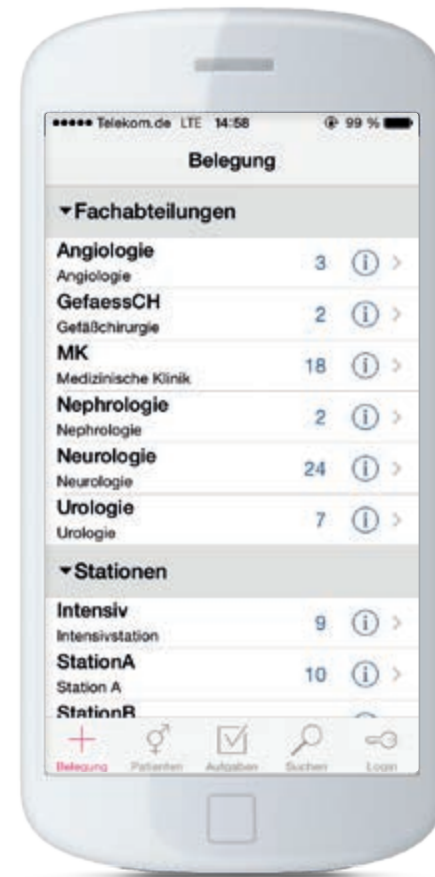 Telekom.de LTE 14:58 99 %
Belegung
Fachabteilungen
Angiologie 3
Angiologie
GefaessCH 2
Gefäßchirurgie
MK 18
Medizinische Klinik
Nephrologie 2
Nephrologie
Neurologie 24
Neurologie
Urologie 7
Urologie
Stationen
Intensiv 9
Intensivstation
StationA 10
Station A
StationB
Belegung Patienten Aufgaben Suchen Login